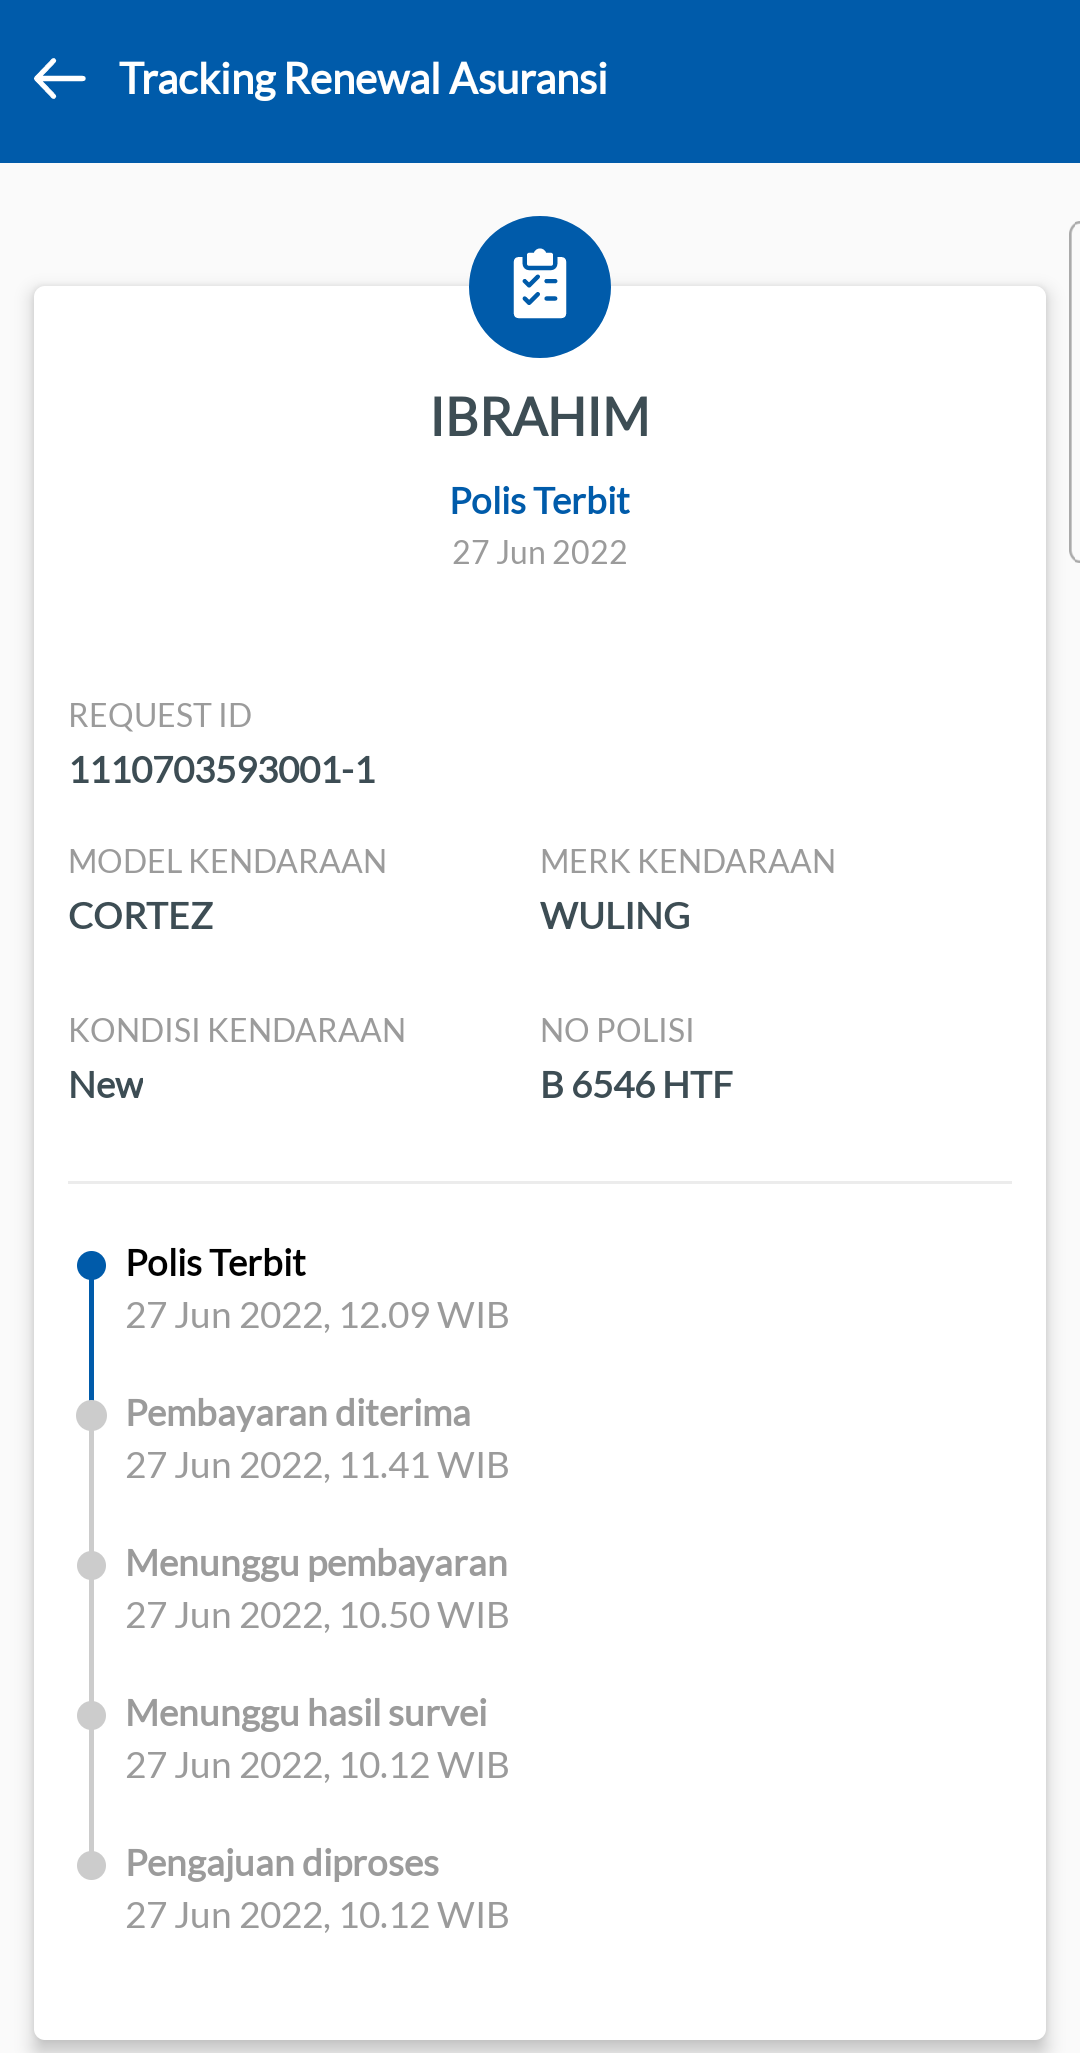 Tracking Renewal Asuransi
IBRAHIM
Polis Terbit
27 Jun 2022
REQUEST ID
1110703593001-1
MODEL KENDARAAN
CORTEZ
MERK KENDARAAN
WULING
KONDISI KENDARAAN
New
NO POLISI
B 6546 HTF
Polis Terbit
27 Jun 2022, 12.09 WIB
Pembayaran diterima
27 Jun 2022, 11.41 WIB
Menunggu pembayaran
27 Jun 2022, 10.50 WIB
Menunggu hasil survei
27 Jun 2022, 10.12 WIB
Pengajuan diproses
27 Jun 2022, 10.12 WIB